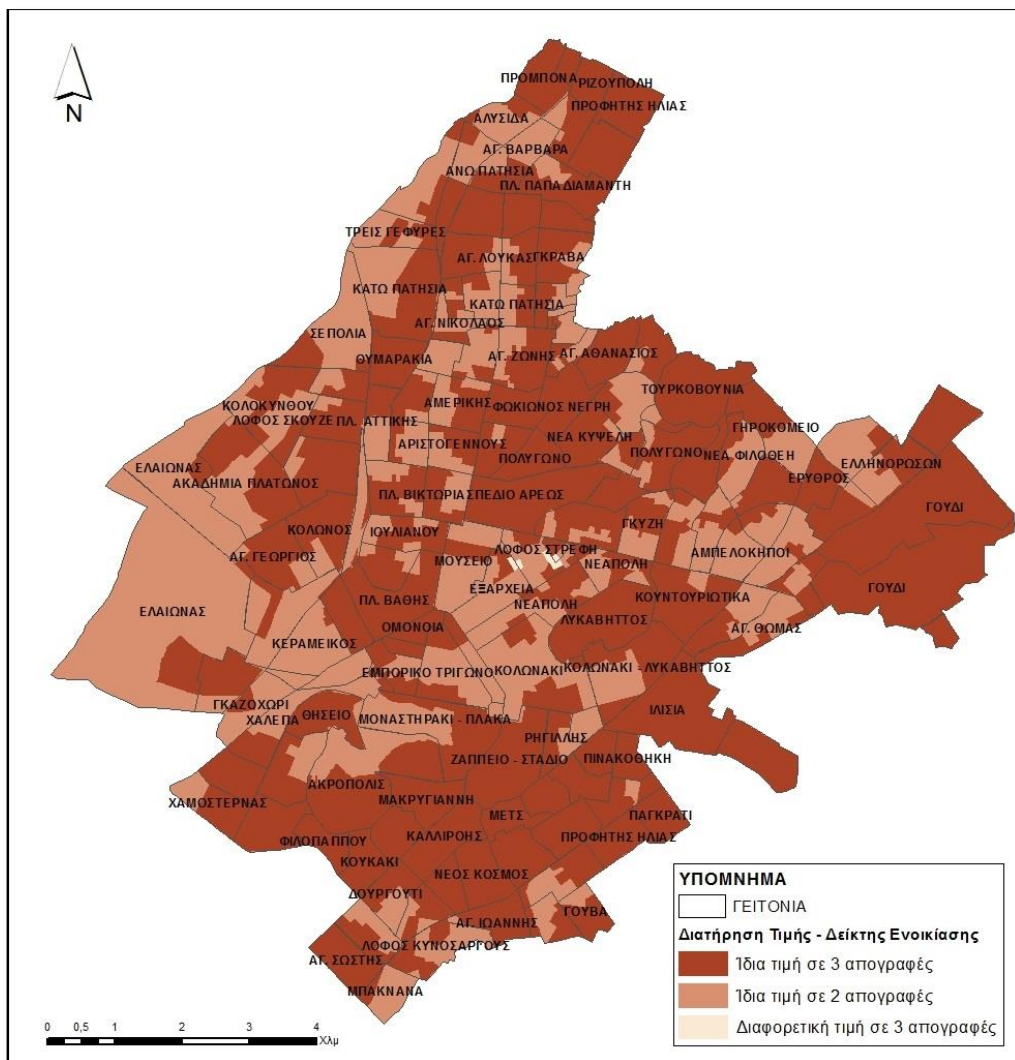 N
ΠΡΟΜΠΟΝΑ
ΡΙΖΟΥΠΟΛΗ
ΠΡΟΦΗΤΗΣ ΗΛΙΑΣ
ΑΛΥΣΙΔΑ
ΑΓ. ΒΑΡΒΑΡΑ
ΑΝΩ ΠΑΤΗΣΙΑ
ΠΛ. ΠΑΠΑΔΙΑΜΑΝΤΗ
ΤΡΕΙΣ ΓΕΦΥΡΕΣ
ΑΓ. ΛΟΥΚΑΣ
ΓΚΡΑΒΑ
ΚΑΤΩ ΠΑΤΗΣΙΑ
ΚΑΤΩ ΠΑΤΗΣΙΑ
ΑΓ. ΝΙΚΟΛΑΟΣ
ΣΕΠΟΛΙΑ
ΘΥΜΑΡΑΚΙΑ
ΑΓ. ΖΩΝΗΣ
ΑΓ. ΑΘΑΝΑΣΙΟΣ
ΤΟΥΡΚΟΒΟΥΝΙΑ
ΚΟΛΟΚΥΝΘΟΥ
ΛΟΦΟΣ ΣΚΟΥΖΕ
ΠΛ. ΑΤΤΙΚΗΣ
ΑΜΕΡΙΚΗΣ
ΦΩΚΙΩΝΟΣ ΝΕΓΡΗ
ΓΗΡΟΚΟΜΕΙΟ
ΑΡΙΣΤΟΓΕΝΝΟΥΣ
ΝΕΑ ΚΥΨΕΛΗ
ΠΟΛΥΓΩΝΟ
ΠΟΛΥΓΩΝΟ
ΝΕΑ ΦΙΛΟΘΕΗ
ΕΛΛΗΝΟΡΩΣΩΝ
ΕΡΥΘΡΟΣ
ΕΛΑΙΩΝΑΣ
ΑΚΑΔΗΜΙΑ ΠΛΑΤΩΝΟΣ
ΠΛ. ΒΙΚΤΩΡΙΑΣ
ΠΕΔΙΟ ΑΡΕΩΣ
ΓΟΥΔΙ
ΚΟΛΩΝΟΣ
ΙΟΥΛΙΑΝΟΥ
ΓΚΥΖΗ
ΑΓ. ΓΕΩΡΓΙΟΣ
ΜΟΥΣΕΙΟ
ΛΟΦΟΣ ΣΤΡΕΦΗ
ΝΕΑΠΟΛΗ
ΑΜΠΕΛΟΚΗΠΟΙ
ΓΟΥΔΙ
ΕΞΑΡΧΕΙΑ
ΠΛ. ΒΑΘΗΣ
ΝΕΑΠΟΛΗ
ΚΟΥΝΤΟΥΡΙΩΤΙΚΑ
ΕΛΑΙΩΝΑΣ
ΟΜΟΝΟΙΑ
ΛΥΚΑΒΗΤΤΟΣ
ΑΓ. ΘΩΜΑΣ
ΚΕΡΑΜΕΙΚΟΣ
ΕΜΠΟΡΙΚΟ ΤΡΙΓΩΝΟ
ΚΟΛΩΝΑΚΙ
ΚΟΛΩΝΑΚΙ - ΛΥΚΑΒΗΤΤΟΣ
ΓΚΑΖΟΧΩΡΙ
ΧΑΛΕΠΑ
ΘΗΣΕΙΟ
ΜΟΝΑΣΤΗΡΑΚΙ - ΠΛΑΚΑ
ΙΛΙΣΙΑ
ΡΗΓΙΛΛΗΣ
ΖΑΠΠΕΙΟ - ΣΤΑΔΙΟ
ΠΙΝΑΚΟΘΗΚΗ
ΑΚΡΟΠΟΛΙΣ
ΧΑΜΟΣΤΕΡΝΑΣ
ΜΑΚΡΥΓΙΑΝΝΗ
ΜΕΤΣ
ΠΑΓΚΡΑΤΙ
ΦΙΛΟΠΑΠΠΟΥ
ΚΑΛΛΙΡΟΗΣ
ΠΡΟΦΗΤΗΣ ΗΛΙΑΣ
ΚΟΥΚΑΚΙ
ΝΕΟΣ ΚΟΣΜΟΣ
ΔΟΥΡΓΟΥΤΙ
ΓΟΥΒΑ
ΑΓ. ΙΩΑΝΝΗΣ
ΛΟΦΟΣ ΚΥΝΟΣΑΡΓΟΥΣ
ΑΓ. ΣΩΣΤΗΣ
ΜΠΑΚΝΑΝΑ
ΥΠΟΜΝΗΜΑ
ΓΕΙΤΟΝΙΑ
Διατήρηση Τιμής - Δείκτης Ενοικίασης
Ίδια τιμή σε 3 απογραφές
Ίδια τιμή σε 2 απογραφές
Διαφορετική τιμή σε 3 απογραφές
0 0,5 1 2 3 4
Χλμ